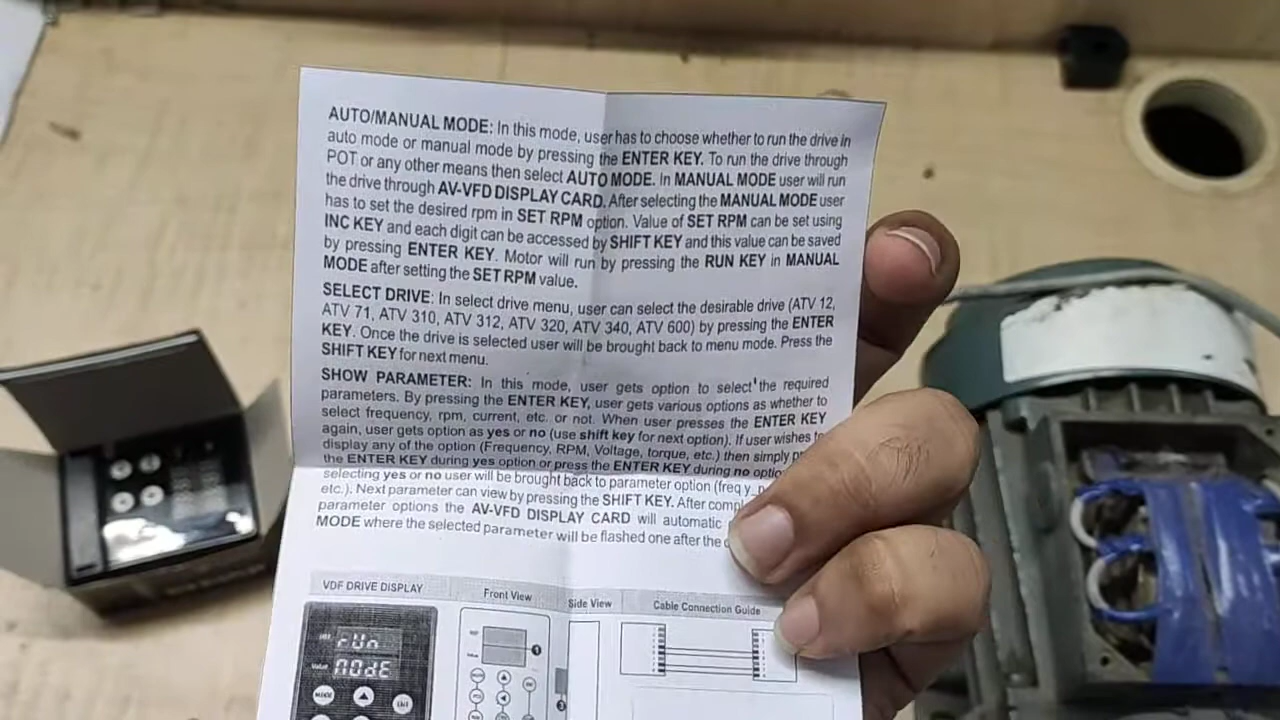 AUTO/MANUAL MODE: In this mode, user has to choose whether to run the drive in
auto mode or manual mode by pressing the ENTER KEY. To run the drive through
POT or any other means then select AUTO MODE. In MANUAL MODE user will run
the drive through AV-VFD DISPLAY CARD. After selecting the MANUAL MODE user
has to set the desired rpm in SET RPM option. Value of SET RPM can be set using
INC KEY and each digit can be accessed by SHIFT KEY and this value can be saved
by pressing ENTER KEY. Motor will run by pressing the RUN KEY in MANUAL
MODE after setting the SET RPM value.
SELECT DRIVE: In select drive menu, user can select the desirable drive (ATV 12,
ATV 71, ATV 310, ATV 312, ATV 320, ATV 340, ATV 600) by pressing the ENTER
KEY. Once the drive is selected user will be brought back to menu mode. Press the
SHIFT KEY for next menu.
SHOW PARAMETER: In this mode, user gets option to select the required
parameters. By pressing the ENTER KEY, user gets various options as whether to
select frequency, rpm, current, etc. or not. When user presses the ENTER KEY
again, user gets option as yes or no (use shift key for next option). If user wishes to
display any of the option (Frequency, RPM, Voltage, torque, etc.) then simply
the ENTER KEY during yes option or press the ENTER KEY during no
selecting yes or no user will be brought back to parameter option
etc.). Next parameter can view by pressing the SHIFT KEY. After
parameter options the AV-VFD DISPLAY CARD will automatic
MODE where the selected parameter will be flashed one after the
VDF DRIVE DISPLAY Front View Side View Cable Connection Guide
rUn
Value
nOdE
MODE
ENT